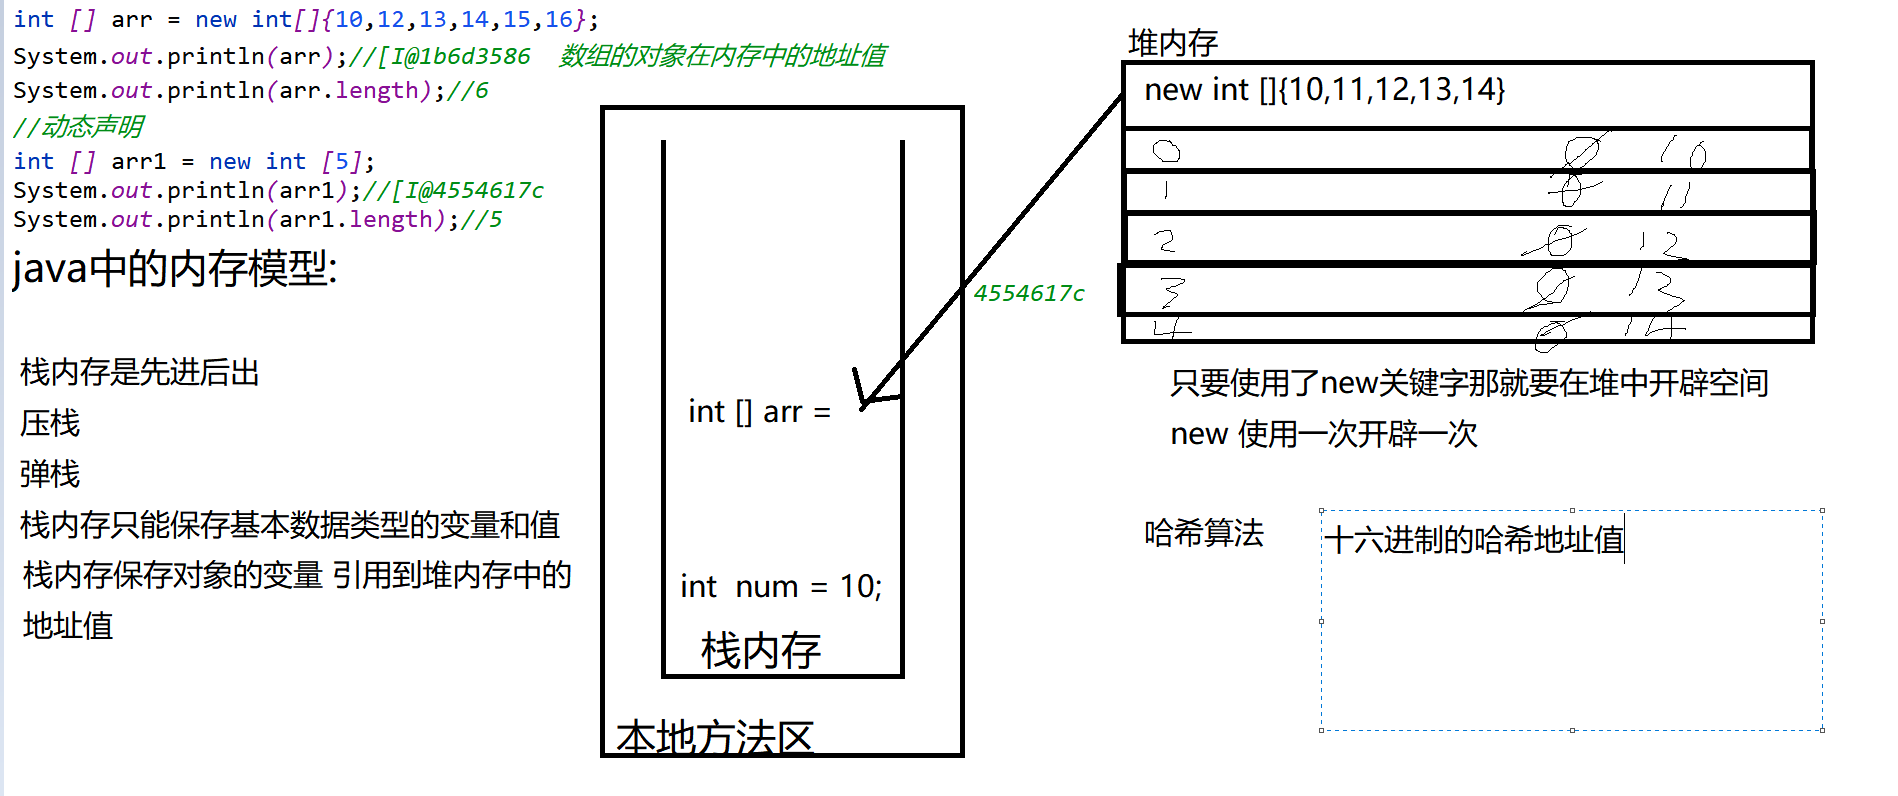 int [] arr = new int[]{10,12,13,14,15,16};
System.out.println(arr);//[I@1b6d3586  数组的对象在内存中的地址值
System.out.println(arr.length);//6
//动态声明
int [] arr1 = new int [5];
System.out.println(arr1);//[I@4554617c
System.out.println(arr1.length);//5
java中的内存模型:
栈内存是先进后出
压栈
弹栈
栈内存只能保存基本数据类型的变量和值
栈内存保存对象的变量 引用到堆内存中的
地址值
int [] arr =
int  num = 10;
栈内存
本地方法区
4554617c
堆内存
new int []{10,11,12,13,14}
0 0 10
1 0 11
2 0 12
3 0 13
4 0 14
只要使用了new关键字那就要在堆中开辟空间
new 使用一次开辟一次
哈希算法
十六进制的哈希地址值